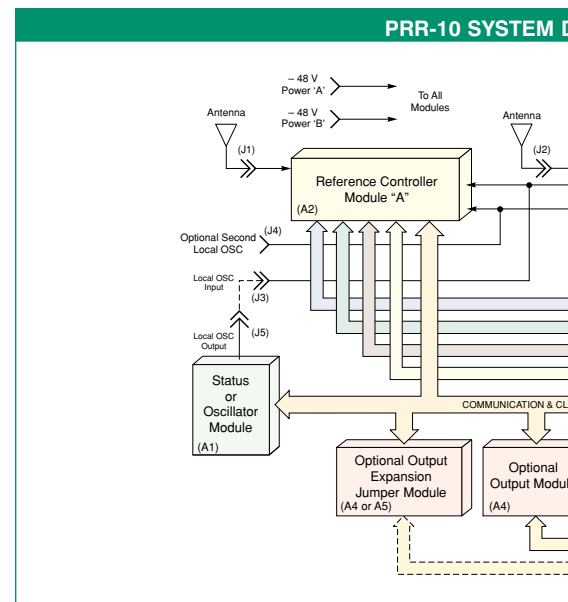 PRR-10 SYSTEM D
– 48 V
Power ‘A’
To All
Modules
– 48 V
Power ‘B’
Antenna
(J1)
Antenna
(J2)
Reference Controller
Module “A”
(A2)
Optional Second
Local OSC
(J4)
Local OSC
Input
(J3)
Local OSC
Output
(J5)
Status
or
Oscillator
Module
(A1)
COMMUNICATION & CL
Optional Output
Expansion
Jumper Module
(A4 or A5)
Optional
Output Modul
(A4)